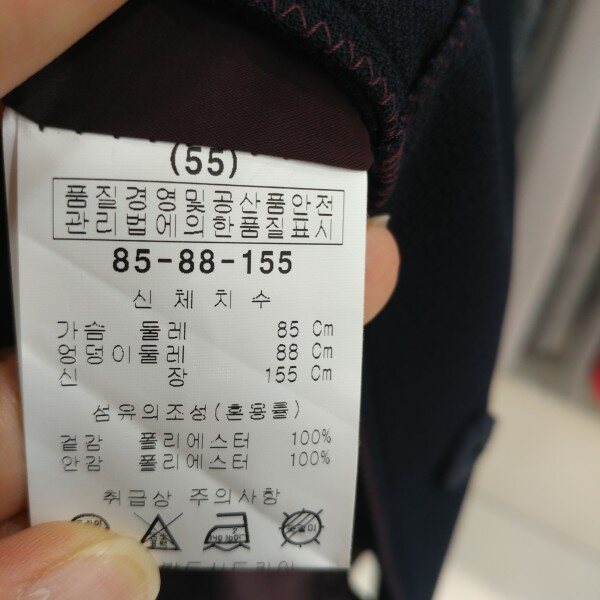 (55)
품질경영및공산품안전
관리법에의한품질표시
85-88-155
신체치수
가슴 둘레 85 Cm
엉덩이둘레 88 Cm
신 장 155 Cm
섬유의조성(혼용률)
겉감 폴리에스터 100%
안감 폴리에스터 100%
취급상 주의사항